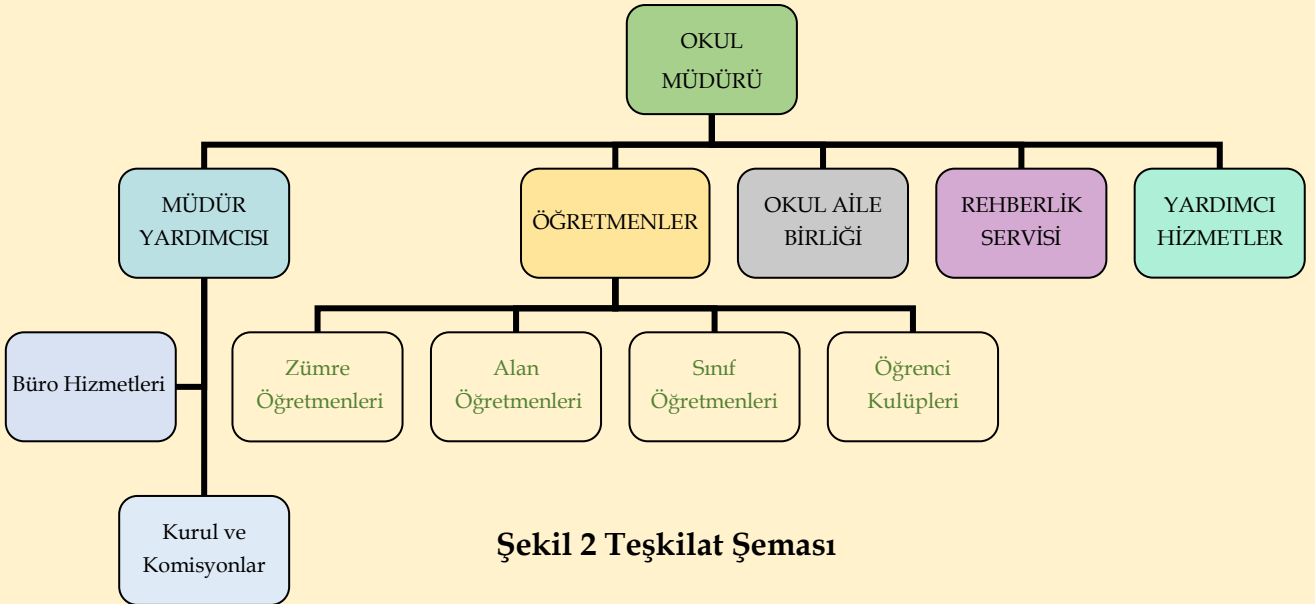 OKUL
MÜDÜRÜ
MÜDÜR
YARDIMCISI
ÖĞRETMENLER
OKUL AİLE
BİRLİĞİ
REHBERLİK
SERVİSİ
YARDIMCI
HİZMETLER
Büro Hizmetleri
Zümre
Öğretmenleri
Alan
Öğretmenleri
Sınıf
Öğretmenleri
Öğrenci
Kulüpleri
Kurul ve
Komisyonlar
Şekil 2 Teşkilat Şeması